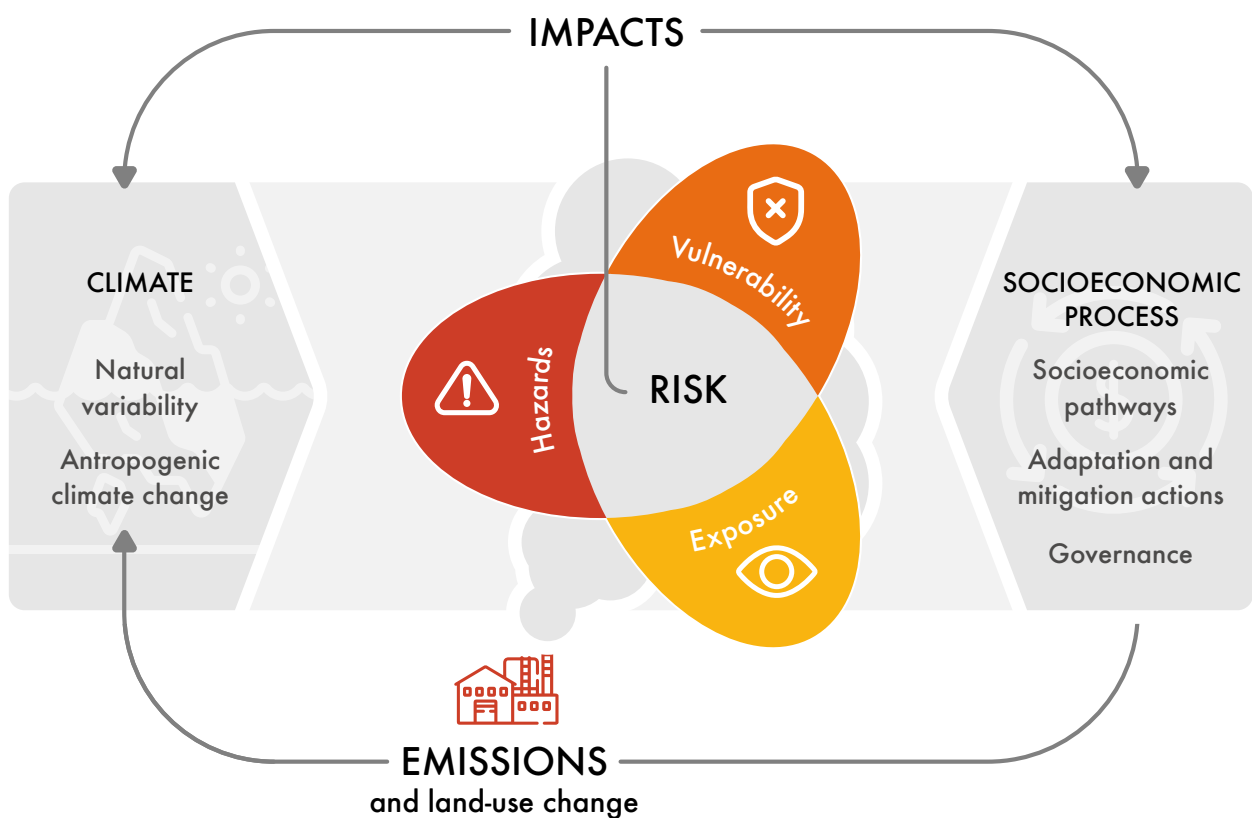 IMPACTS
CLIMATE
Natural
variability
Antropogenic
climate change
Hazards
Vulnerability
RISK
Exposure
SOCIOECONOMIC
PROCESS
Socioeconomic
pathways
Adaptation and
mitigation actions
Governance
EMISSIONS
and land-use change